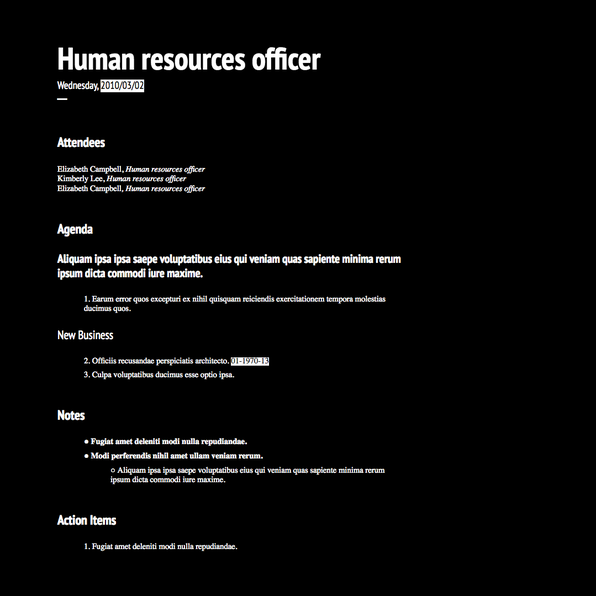 Human resources officer
Wednesday, 2010/03/02
Attendees
Elizabeth Campbell, Human resources officer
Kimberly Lee, Human resources officer
Elizabeth Campbell, Human resources officer
Agenda
Aliquam ipsa ipsa saepe voluptatibus eius qui veniam quas sapiente minima rerum
ipsum dicta commodi iure maxime.
1. Earum error quos excepturi ex nihil quisquam reiciendis exercitationem tempora molestias
ducimus quos.
New Business
2. Officiis recusandae perspiciatis architecto. 01-1970-13
3. Culpa voluptatibus ducimus esse optio ipsa.
Notes
● Fugiat amet deleniti modi nulla repudiandae.
● Modi perferendis nihil amet ullam veniam rerum.
○ Aliquam ipsa ipsa saepe voluptatibus eius qui veniam quas sapiente minima rerum
ipsum dicta commodi iure maxime.
Action Items
1. Fugiat amet deleniti modi nulla repudiandae.